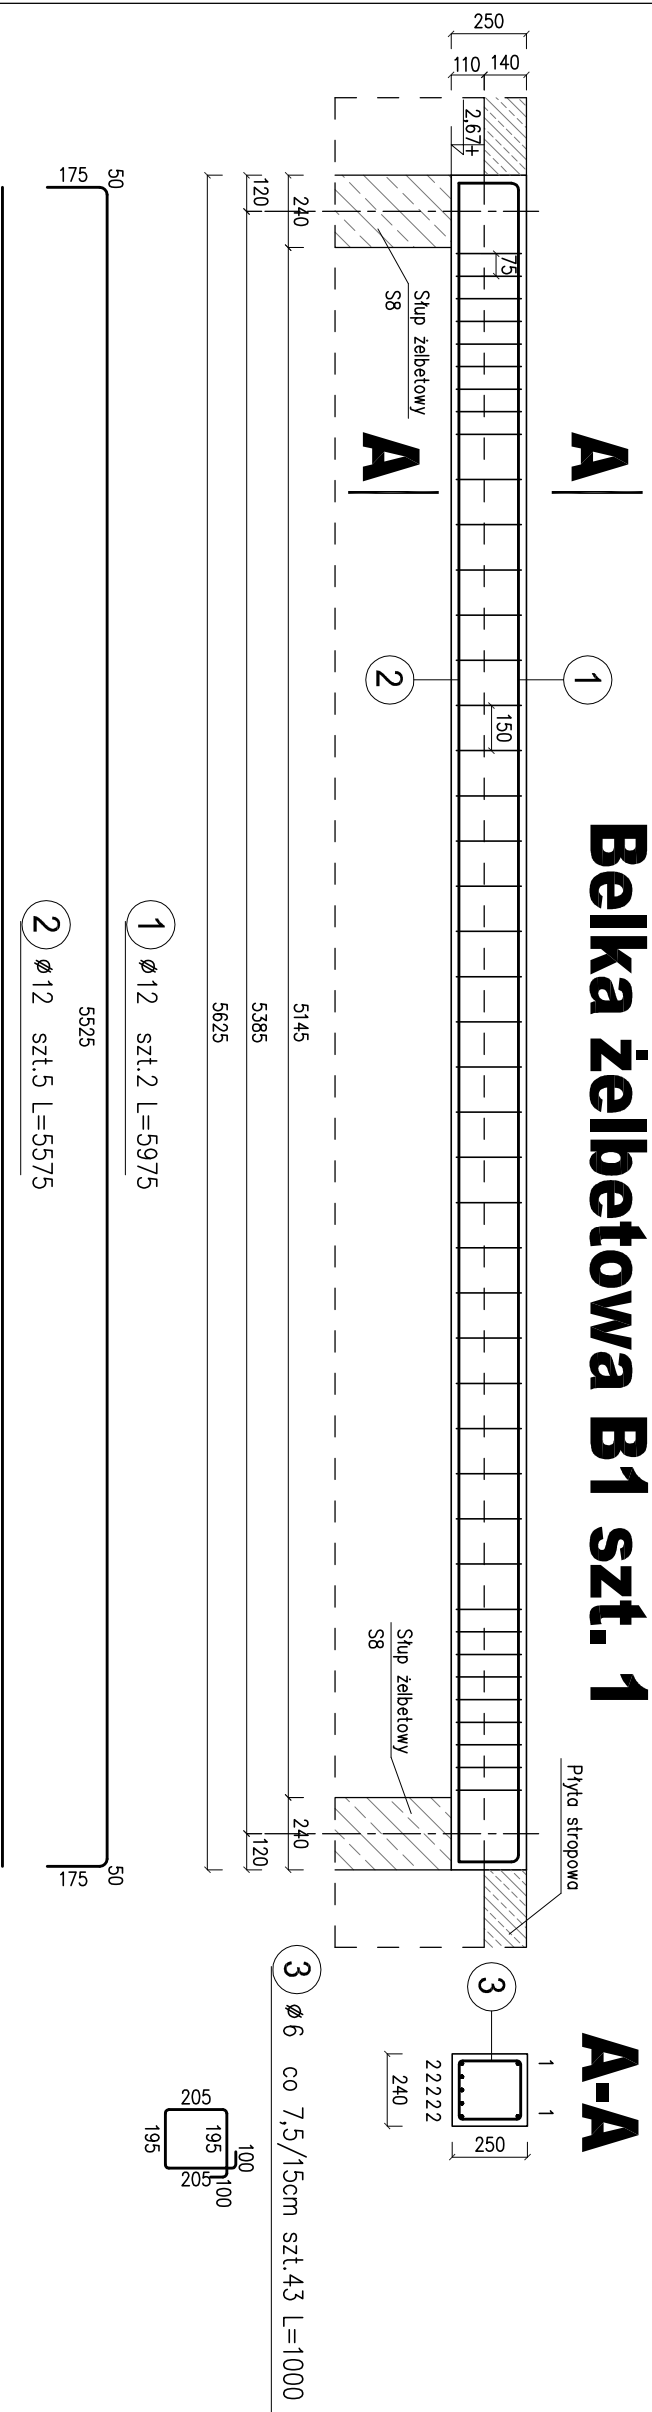 Belka żelbetowa B1 szt. 1
A
A
1
2
250
110 140
2,67+
75
150
Płyta stropowa
Słup żelbetowy
S8
Słup żelbetowy
S8
240
5145
240
120
5385
120
5625
1 ø12 szt.2 L=5975
50
175
5525
50
175
2 ø12 szt.5 L=5575
A-A
3
1 1
250
22222
240
3 ø6 co 7,5/15cm szt.43 L=1000
100
100
205
195
205
195